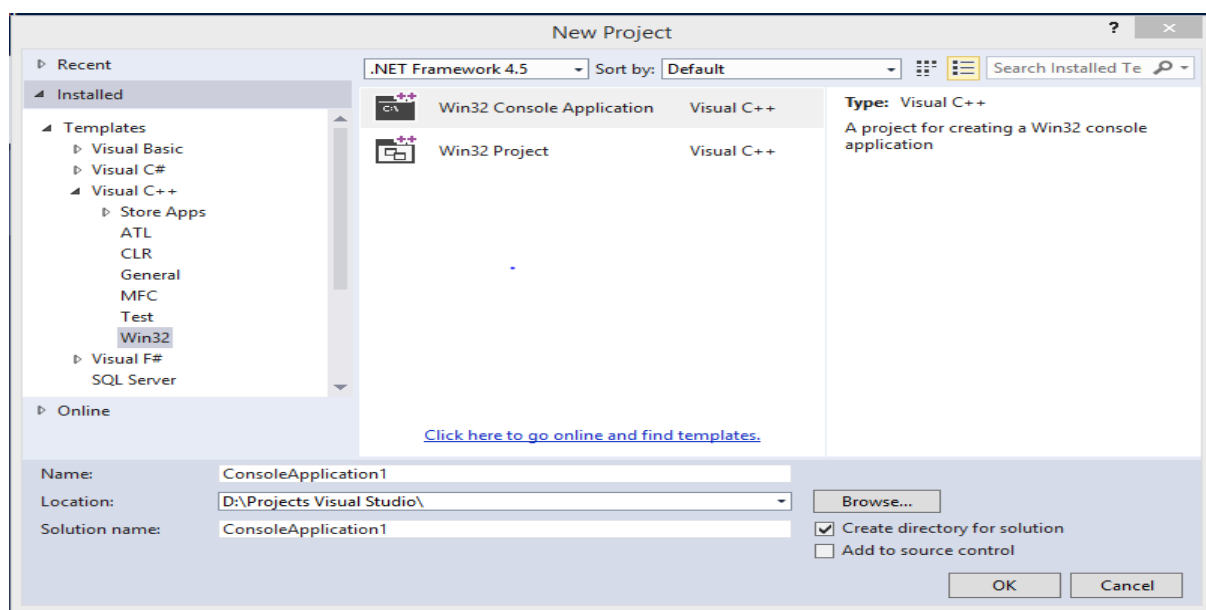 New Project
?
Recent
Installed
Templates
Visual Basic
Visual C#
Visual C++
Store Apps
ATL
CLR
General
MFC
Test
Win32
Visual F#
SQL Server
Online
.NET Framework 4.5
Sort by: Default
Search Installed Te
Win32 Console Application Visual C++
Win32 Project Visual C++
Click here to go online and find templates.
Type: Visual C++
A project for creating a Win32 console
application
Name: ConsoleApplication1
Location: D:\Projects Visual Studio\
Browse...
Solution name: ConsoleApplication1
Create directory for solution
Add to source control
OK Cancel